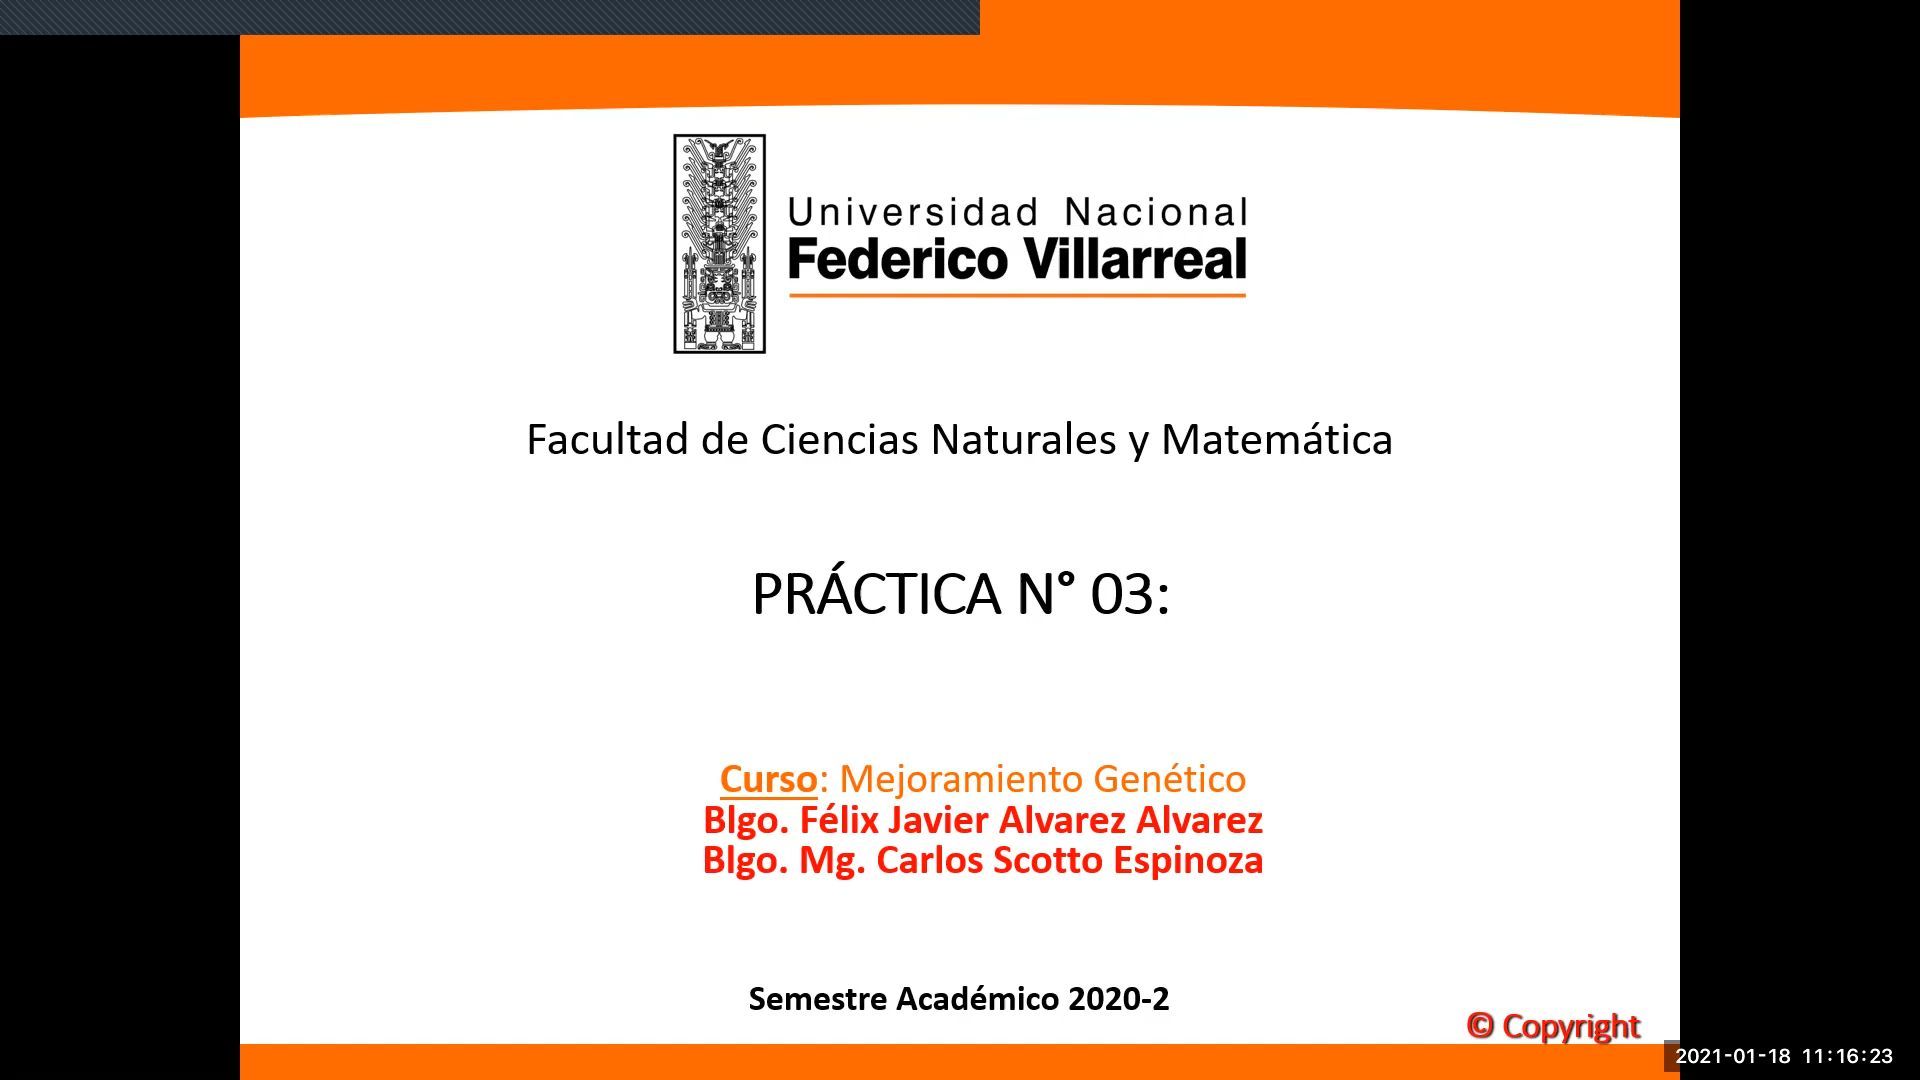 Universidad Nacional
Federico Villarreal
Facultad de Ciencias Naturales y Matemática
PRÁCTICA N° 03:
Curso: Mejoramiento Genético
Blgo. Félix Javier Alvarez Alvarez
Blgo. Mg. Carlos Scotto Espinoza
Semestre Académico 2020-2
© Copyright
2021-01-18 11:16:23